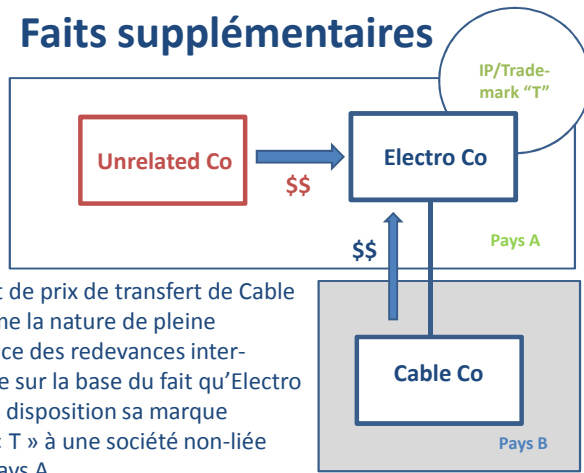 Faits supplémentaires
IP/Trade-
mark “T”
Unrelated Co
Electro Co
$$
$$
Pays A
t de prix de transfert de Cable
ne la nature de pleine
ce des redevances inter-
e sur la base du fait qu’Electro
disposition sa marque
« T » à une société non-liée
ays A
Cable Co
Pays B